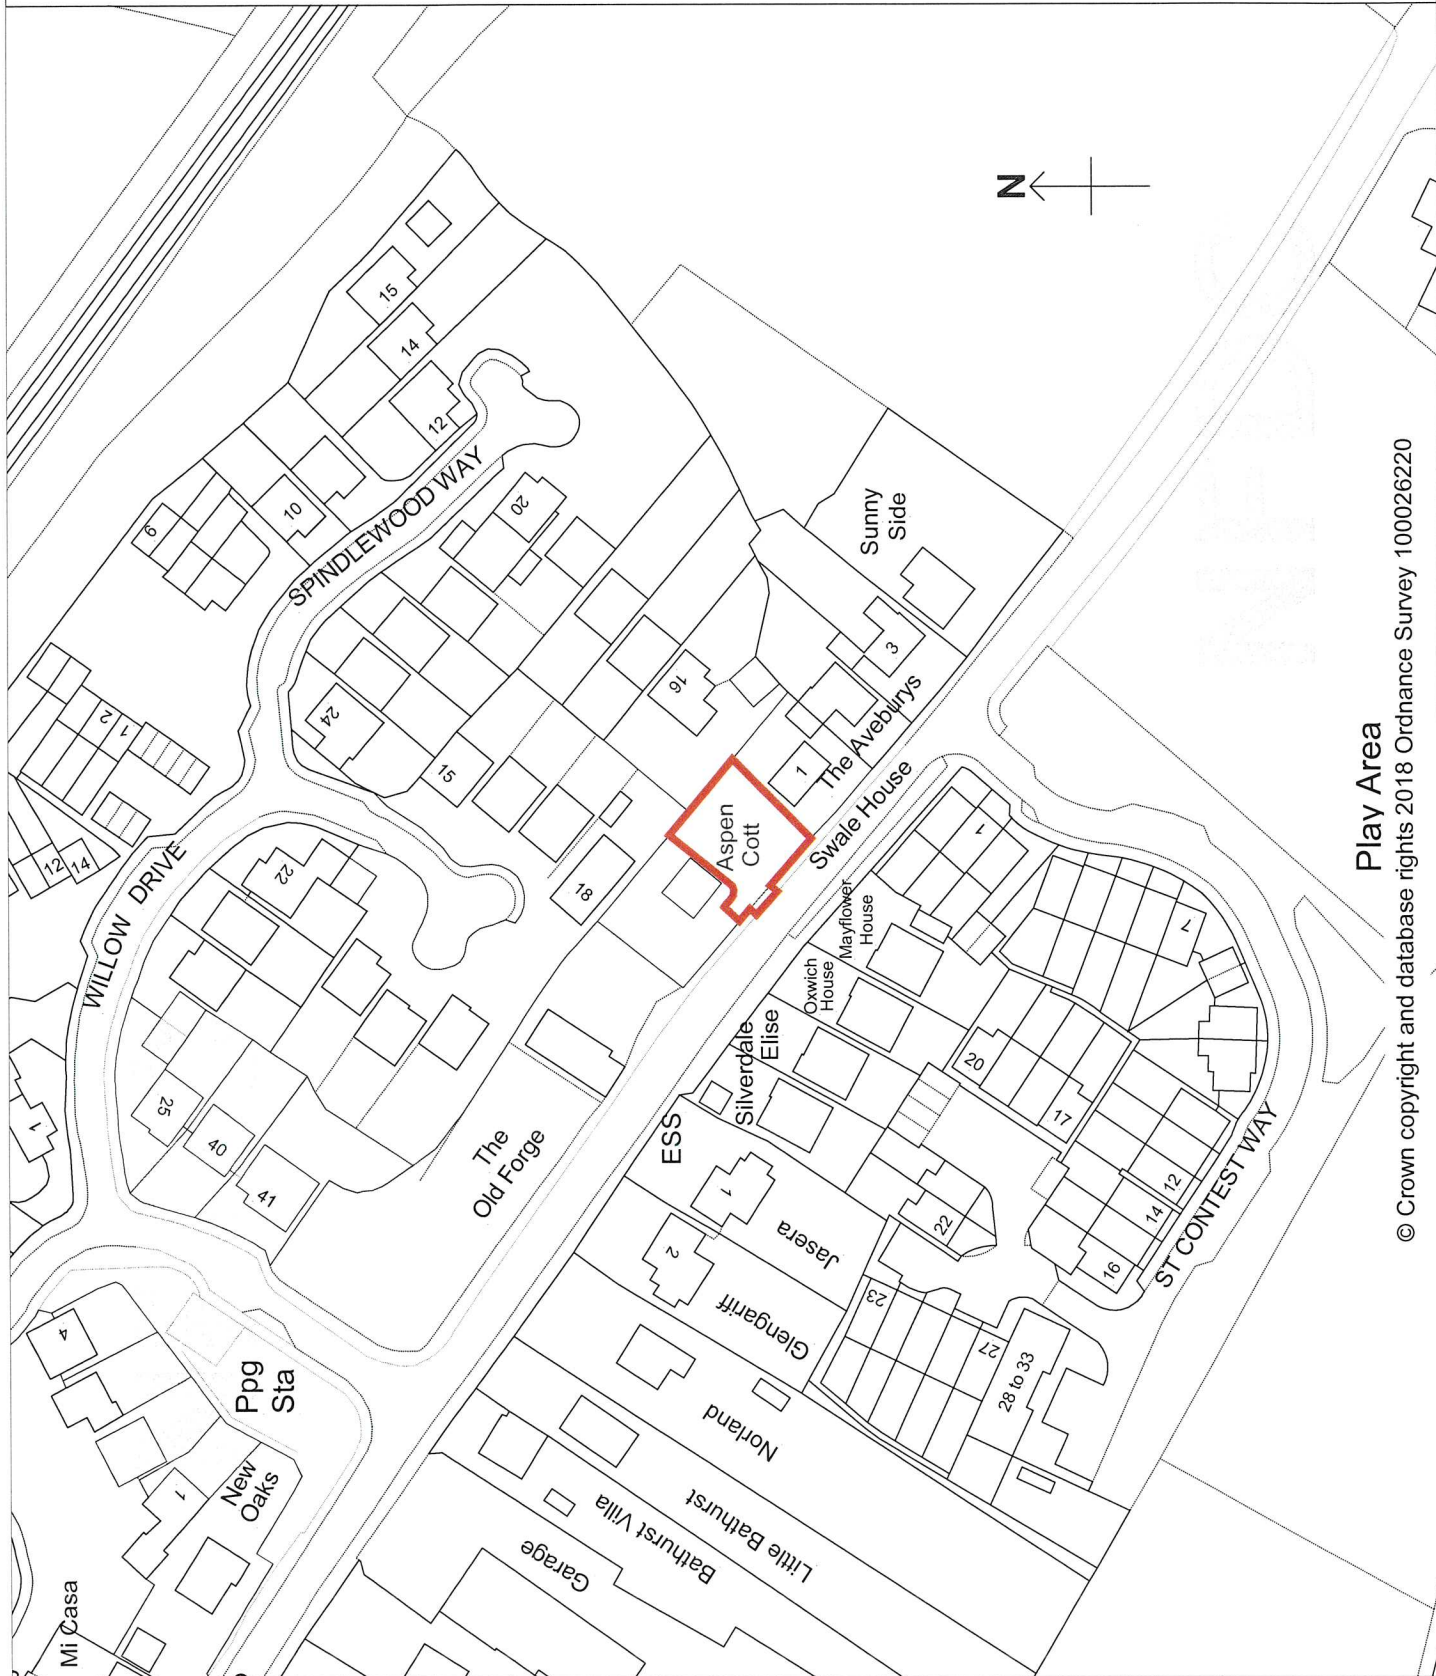 N
15
14
12
SPINDLEWOOD WAY
10
9
20
2
1
24
15
16
12
14
WILLOW DRIVE
22
18
Sunny
Side
3
The Aveburys
1
Aspen
Cott
Swale House
Mayflower
House
Oxwich
House
Silverdale
Elise
ESS
1
7
20
17
12
14
16
ST CONTEST WAY
22
23
27
28 to 33
1
25
40
41
The
Old Forge
1
2
Jasera
Glengariff
Norland
Little Bathurst
Bathurst Villa
Garage
4
Ppg
Sta
1
New
Oaks
Mi Casa
Play Area
© Crown copyright and database rights 2018 Ordnance Survey 100026220